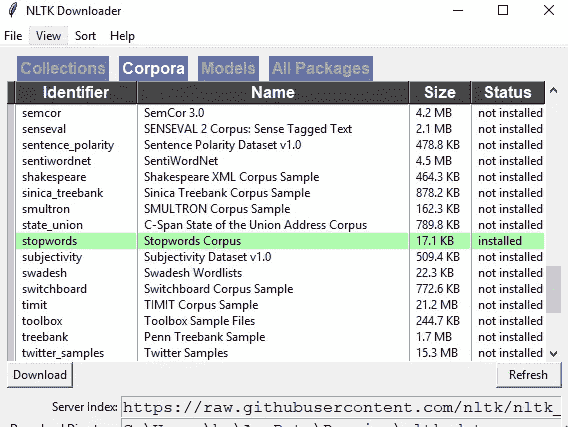 NLTK Downloader
File View Sort Help
Collections Corpora Models All Packages
Identifier Name Size Status
semcor SemCor 3.0 4.2 MB not installed
senseval SENSEVAL 2 Corpus: Sense Tagged Text 2.1 MB not installed
sentence_polarity Sentence Polarity Dataset v1.0 478.8 KB not installed
sentiwordnet SentiWordNet 4.5 MB not installed
shakespeare Shakespeare XML Corpus Sample 464.3 KB not installed
sinica_treebank Sinica Treebank Corpus Sample 878.2 KB not installed
smultron SMULTRON Corpus Sample 162.3 KB not installed
state_union C-Span State of the Union Address Corpus 789.8 KB not installed
stopwords Stopwords Corpus 17.1 KB installed
subjectivity Subjectivity Dataset v1.0 509.4 KB not installed
swadesh Swadesh Wordlists 22.3 KB not installed
switchboard Switchboard Corpus Sample 772.6 KB not installed
timit TIMIT Corpus Sample 21.2 MB not installed
toolbox Toolbox Sample Files 244.7 KB not installed
treebank Penn Treebank Sample 1.7 MB not installed
twitter_samples Twitter Samples 15.3 MB not installed
Download Refresh
Server Index: https://raw.githubusercontent.com/nltk/nltk_